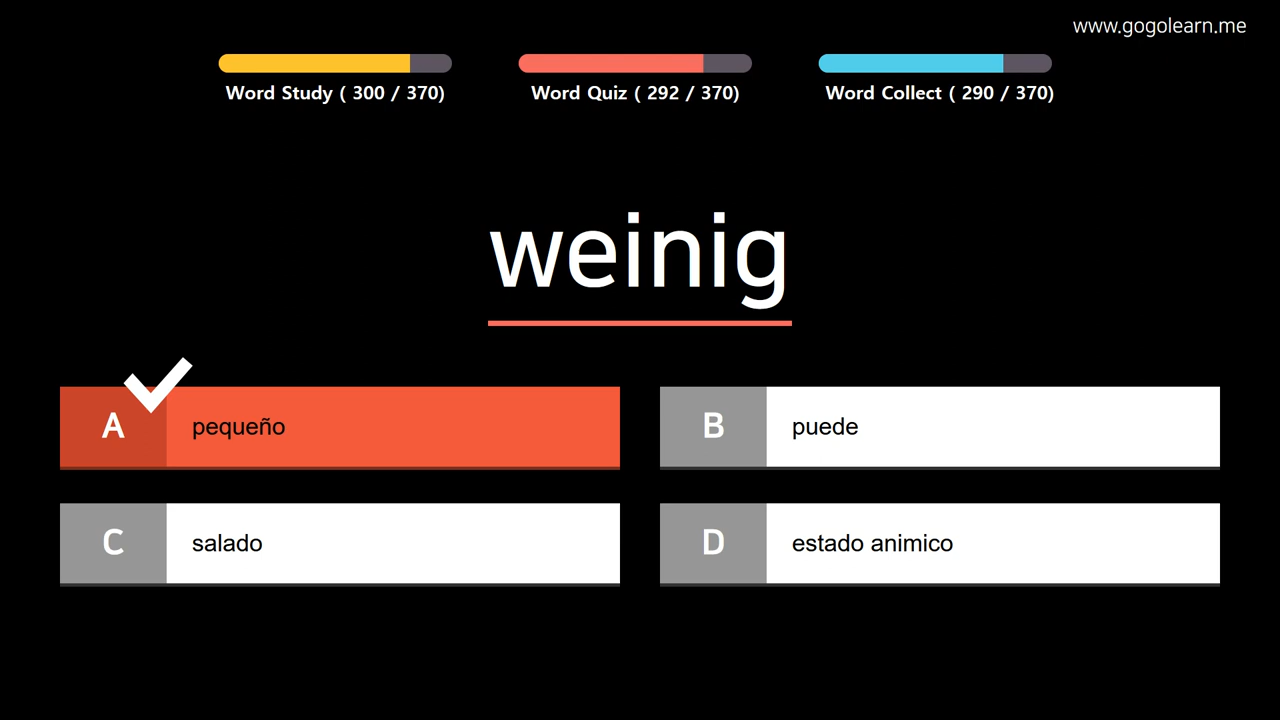 www.gogolearn.me
Word Study ( 300 / 370)
Word Quiz ( 292 / 370)
Word Collect ( 290 / 370)
weinig
A pequeño
B puede
C salado
D estado animico